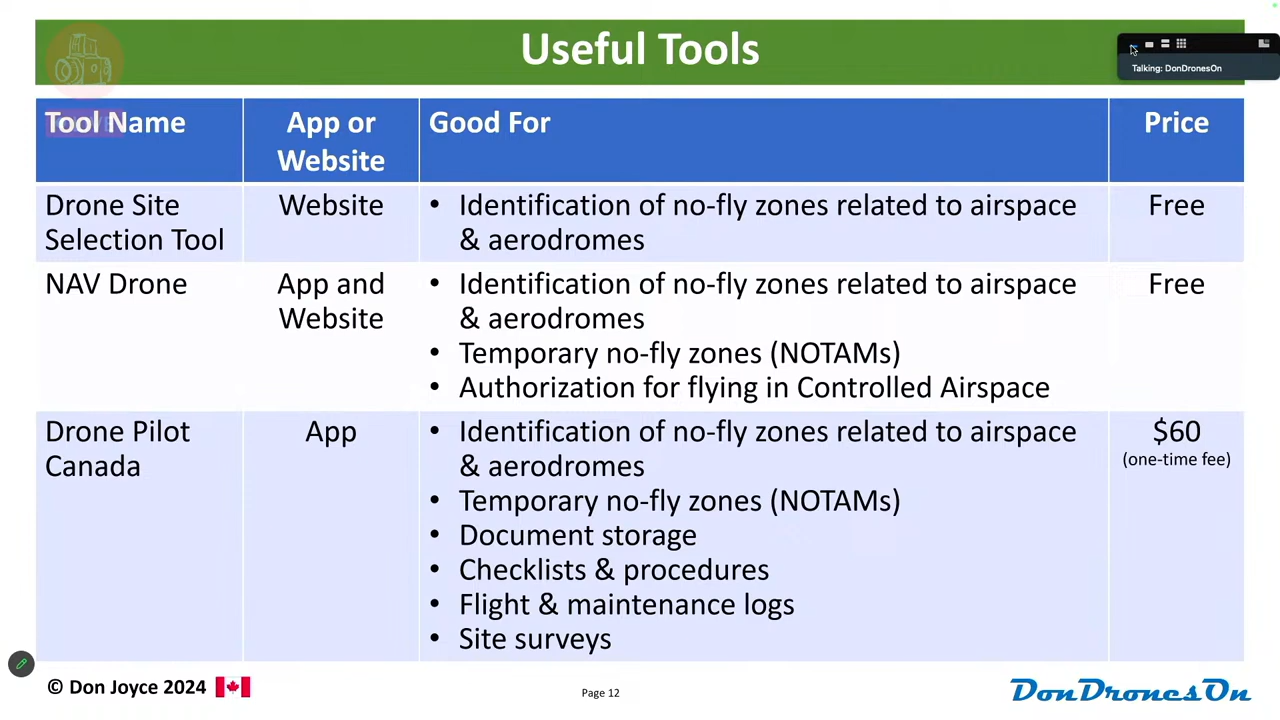 Useful Tools
Talking: DonDronesOn
Tool Name
App or
Website
Good For
Price
Drone Site
Selection Tool
Website
• Identification of no-fly zones related to airspace
& aerodromes
Free
NAV Drone
App and
Website
• Identification of no-fly zones related to airspace
& aerodromes
• Temporary no-fly zones (NOTAMs)
• Authorization for flying in Controlled Airspace
Free
Drone Pilot
Canada
App
• Identification of no-fly zones related to airspace
& aerodromes
• Temporary no-fly zones (NOTAMs)
• Document storage
• Checklists & procedures
• Flight & maintenance logs
• Site surveys
$60
(one-time fee)
© Don Joyce 2024
Page 12
DonDronesOn